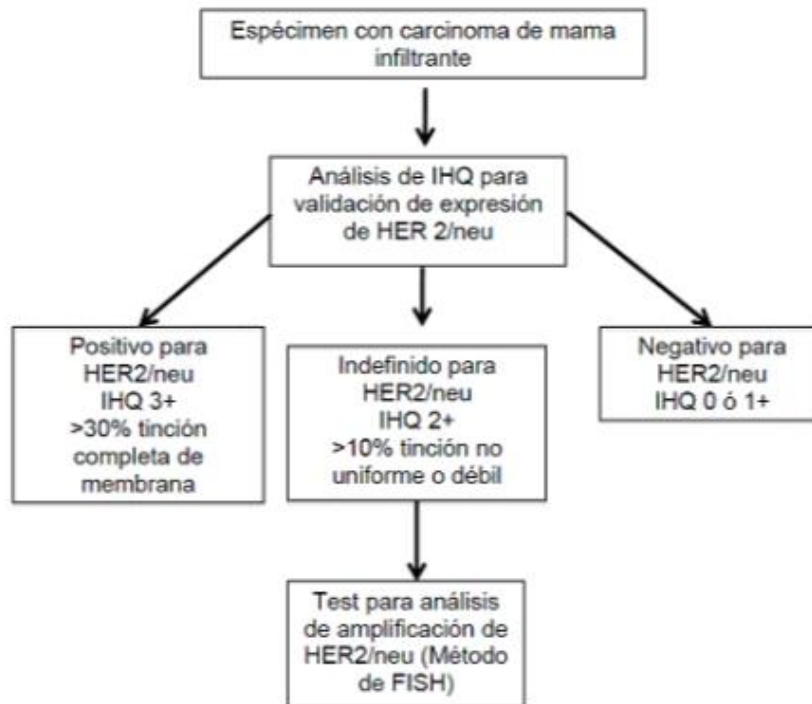 Espécimen con carcinoma de mama
infiltrante
Análisis de IHQ para
validación de expresión
de HER 2/neu
Positivo para
HER2/neu
IHQ 3+
>30% tinción
completa de
membrana
Indefinido para
HER2/neu
IHQ 2+
>10% tinción no
uniforme o débil
Negativo para
HER2/neu
IHQ 0 ó 1+
Test para análisis
de amplificación de
HER2/neu (Método
de FISH)